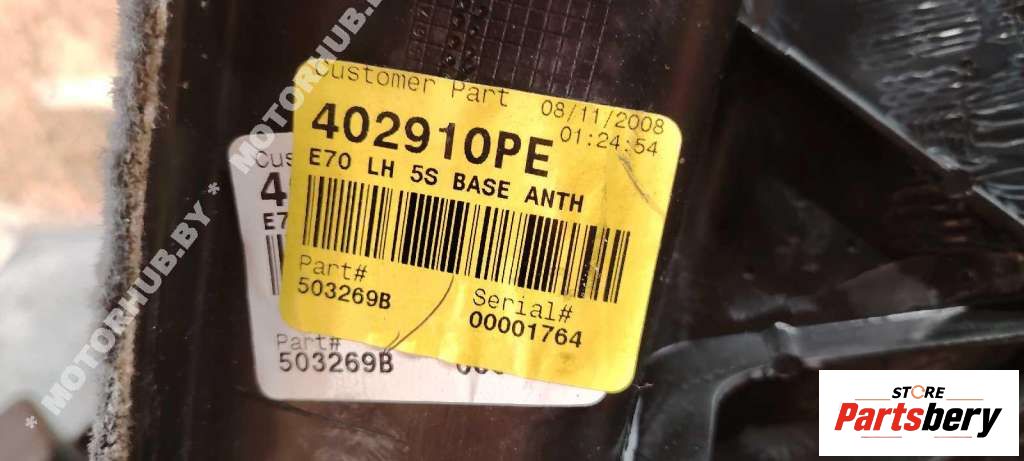 Customer Part 08/11/2008
01:24:54
402910PE
E70 LH 5S BASE ANTH
Part#
503269B
Serial#
00001764
Cus
4
E7
Part#
503269B
* MOTORHUB.BY * MOTORHUB.BY
STORE
Partsbery